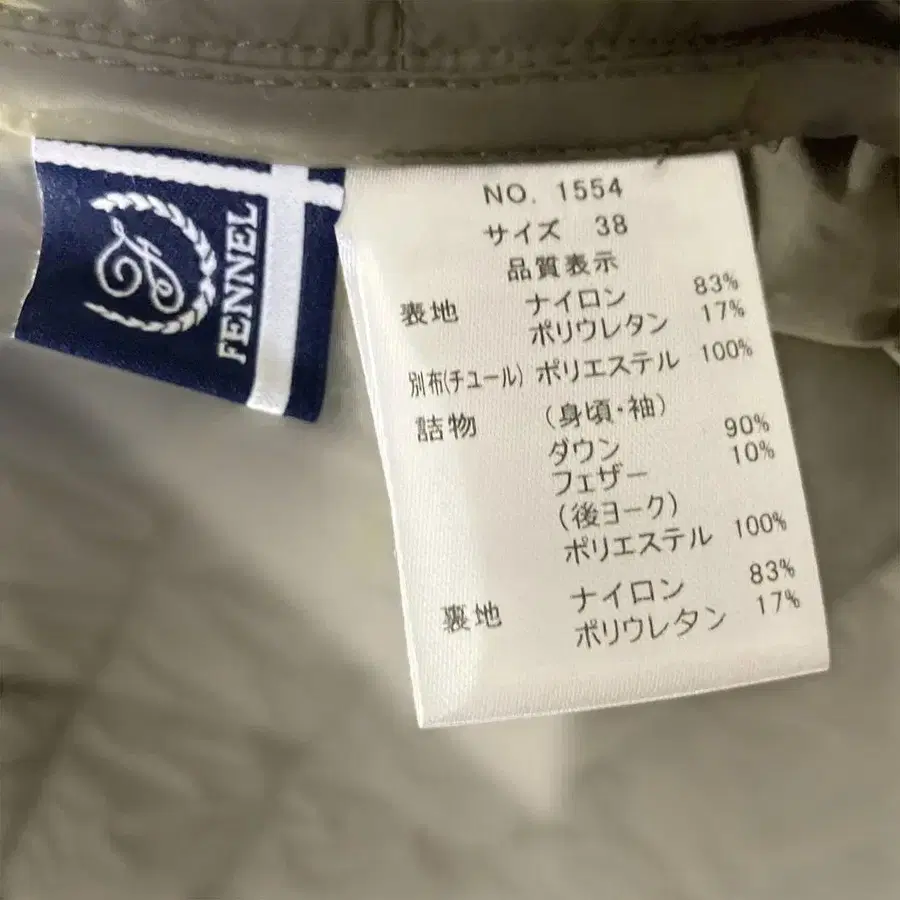 FENNEL
NO. 1554
サイズ 38
品質表示
表地 ナイロン 83%
ポリウレタン 17%
別布(チュール) ポリエステル 100%
詰物 (身頃・袖)
ダウン 90%
フェザー 10%
(後ヨーク)
ポリエステル 100%
裏地 ナイロン 83%
ポリウレタン 17%